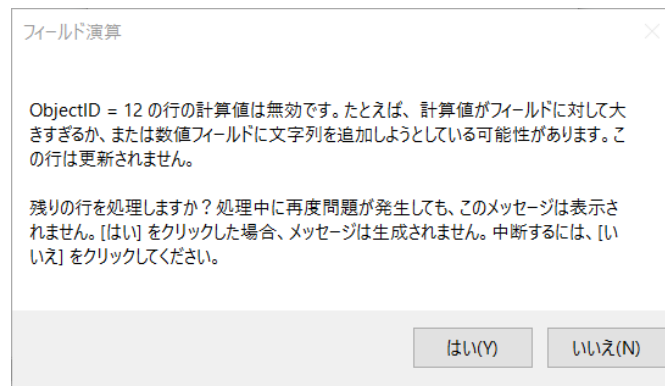 フィールド演算
ObjectID = 12 の行の計算値は無効です。たとえば、 計算値がフィールドに対して大
きすぎるか、または数値フィールドに文字列を追加しようとしている可能性があります。こ
の行は更新されません。
残りの行を処理しますか？処理中に再度問題が発生しても、このメッセージは表示さ
れません。[はい] をクリックした場合、メッセージは生成されません。中断するには、[い
いえ] をクリックしてください。
はい(Y)
いいえ(N)